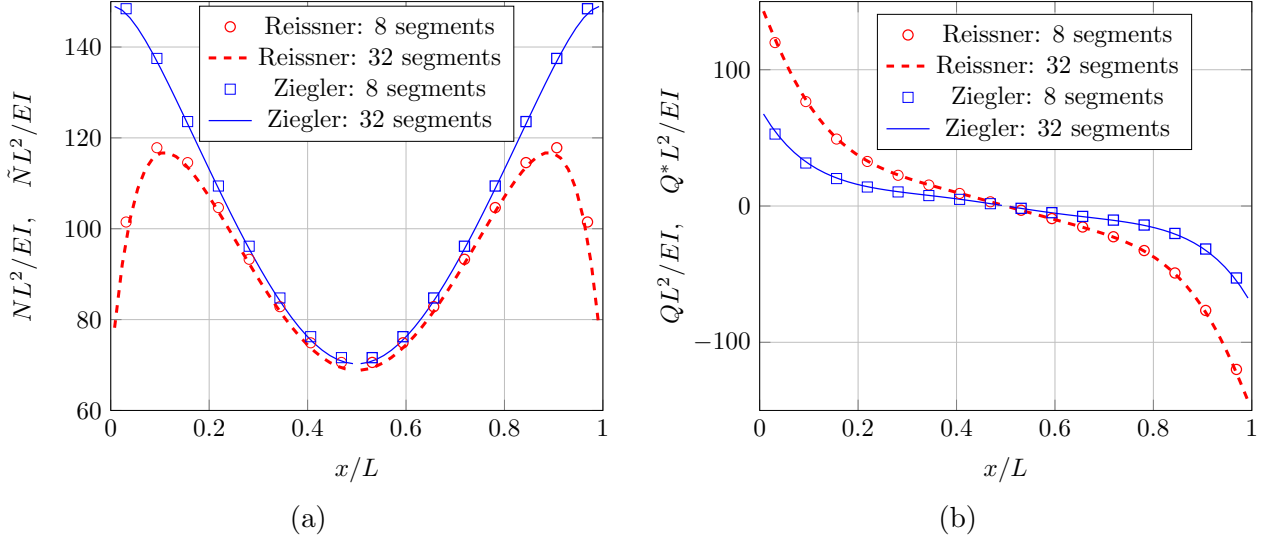 Reissner: 8 segments
Reissner: 32 segments
Ziegler: 8 segments
Ziegler: 32 segments
NL²/EI, ÑL²/EI
140
120
100
80
60
0
0.2
0.4
0.6
0.8
1
x/L
(a)
Reissner: 8 segments
Reissner: 32 segments
Ziegler: 8 segments
Ziegler: 32 segments
QL²/EI, Q*L²/EI
100
0
−100
0
0.2
0.4
0.6
0.8
1
x/L
(b)